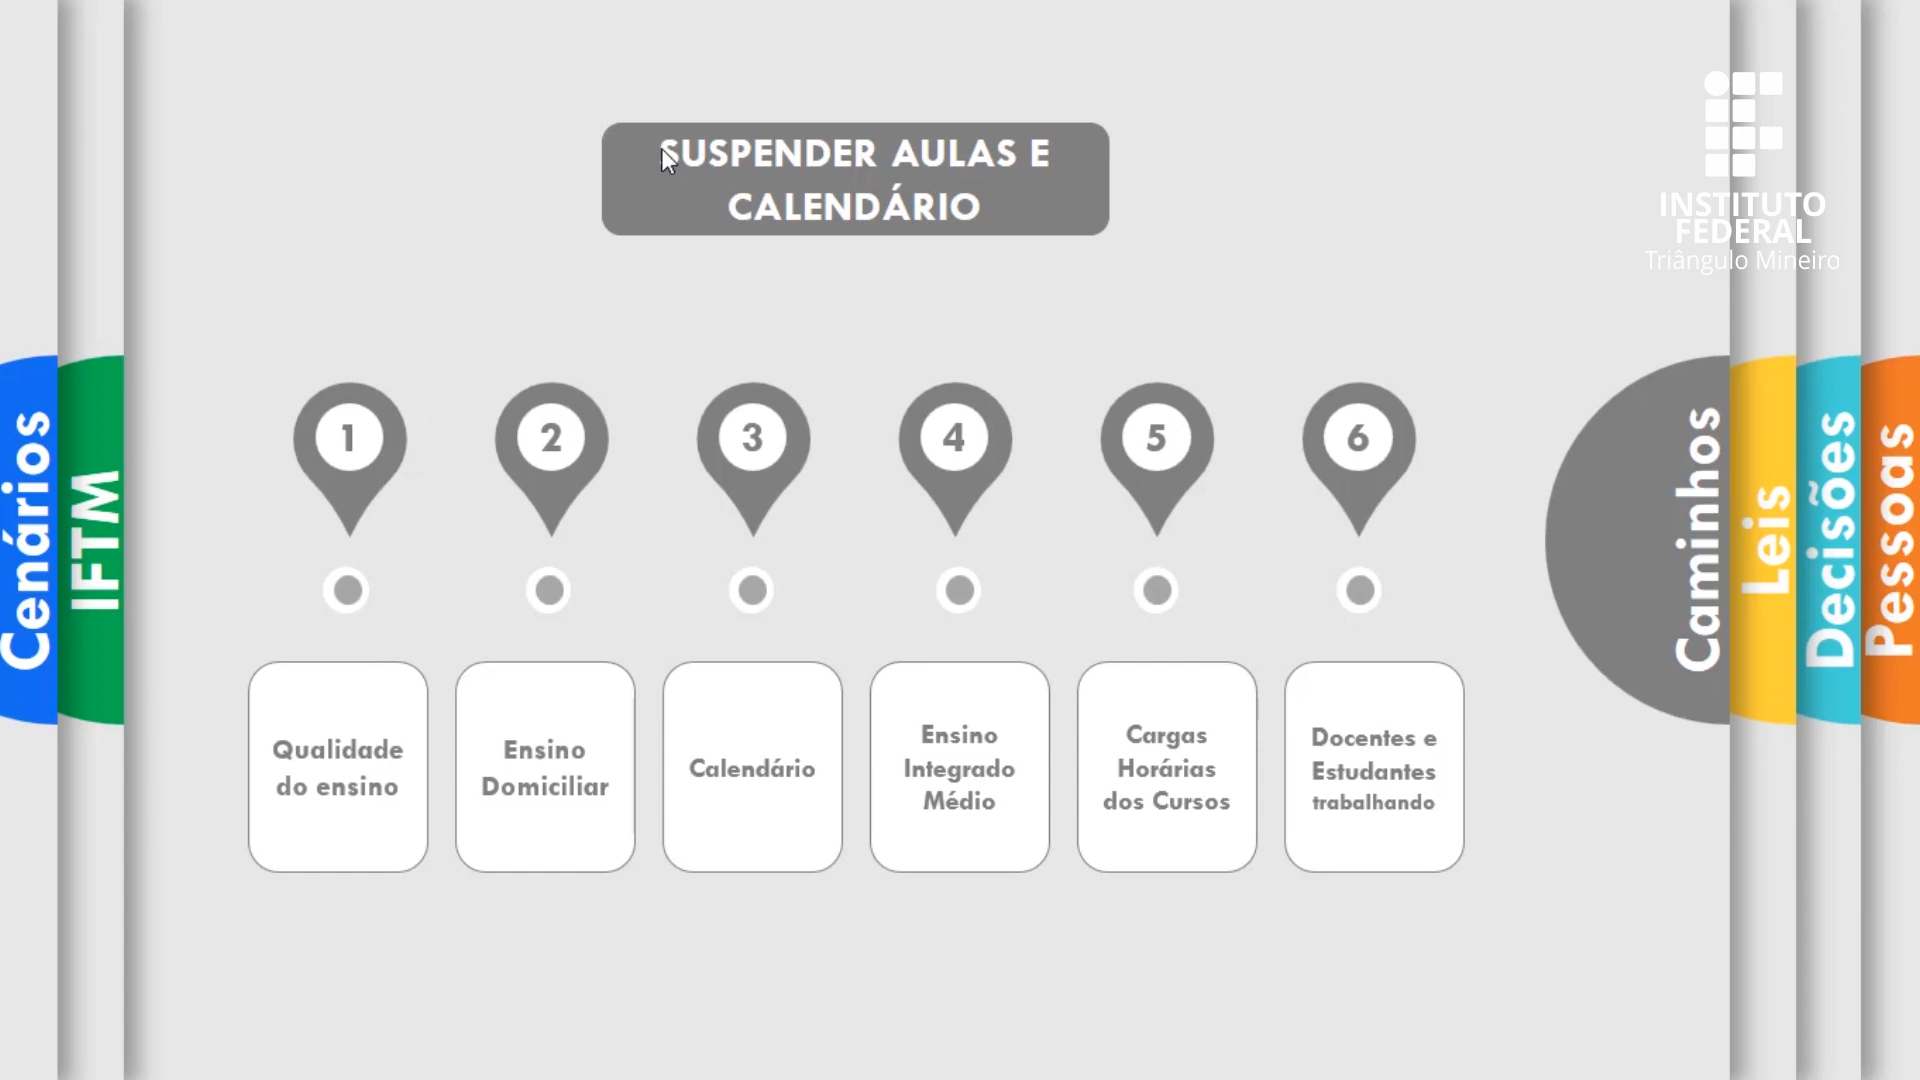 SUSPENDER AULAS E
CALENDÁRIO
INSTITUTO
FEDERAL
Triângulo Mineiro
Cenários
IFTM
1
2
3
4
5
6
Qualidade
do ensino
Ensino
Domiciliar
Calendário
Ensino
Integrado
Médio
Cargas
Horárias
dos Cursos
Docentes e
Estudantes
trabalhando
Caminhos
Leis
Decisões
Pessoas